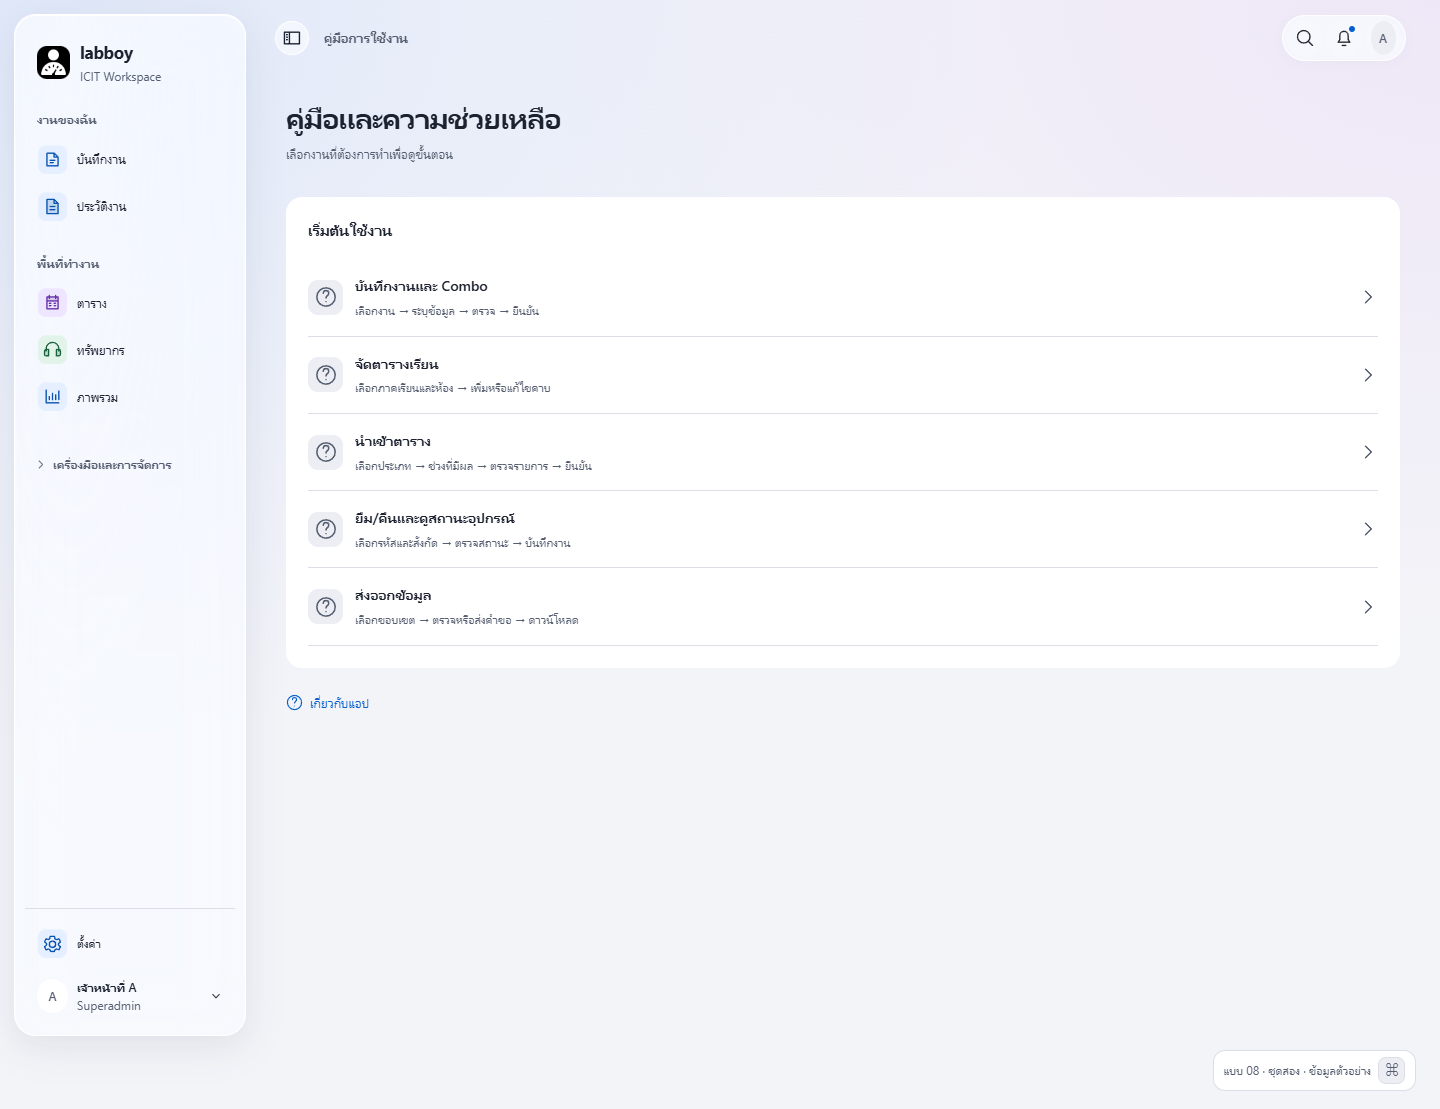 labboy
ICIT Workspace
คู่มือการใช้งาน
A
งานของฉัน
บันทึกงาน
ประวัติงาน
พื้นที่ทำงาน
ตาราง
ทรัพยากร
ภาพรวม
เครื่องมือและการจัดการ
ตั้งค่า
A
เจ้าหน้าที่ A
Superadmin
คู่มือและความช่วยเหลือ
เลือกงานที่ต้องการทำเพื่อดูขั้นตอน
เริ่มต้นใช้งาน
บันทึกงานและ Combo
เลือกงาน → ระบุข้อมูล → ตรวจ → ยืนยัน
จัดตารางเรียน
เลือกภาคเรียนและห้อง → เพิ่มหรือแก้ไขคาบ
นำเข้าตาราง
เลือกประเภท → ช่วงที่มีผล → ตรวจรายการ → ยืนยัน
ยืม/คืนและดูสถานะอุปกรณ์
เลือกรหัสและสังกัด → ตรวจสถานะ → บันทึกงาน
ส่งออกข้อมูล
เลือกขอบเขต → ตรวจหรือส่งคำขอ → ดาวน์โหลด
เกี่ยวกับแอป
แบบ 08 · ชุดสอง · ข้อมูลตัวอย่าง ⌘